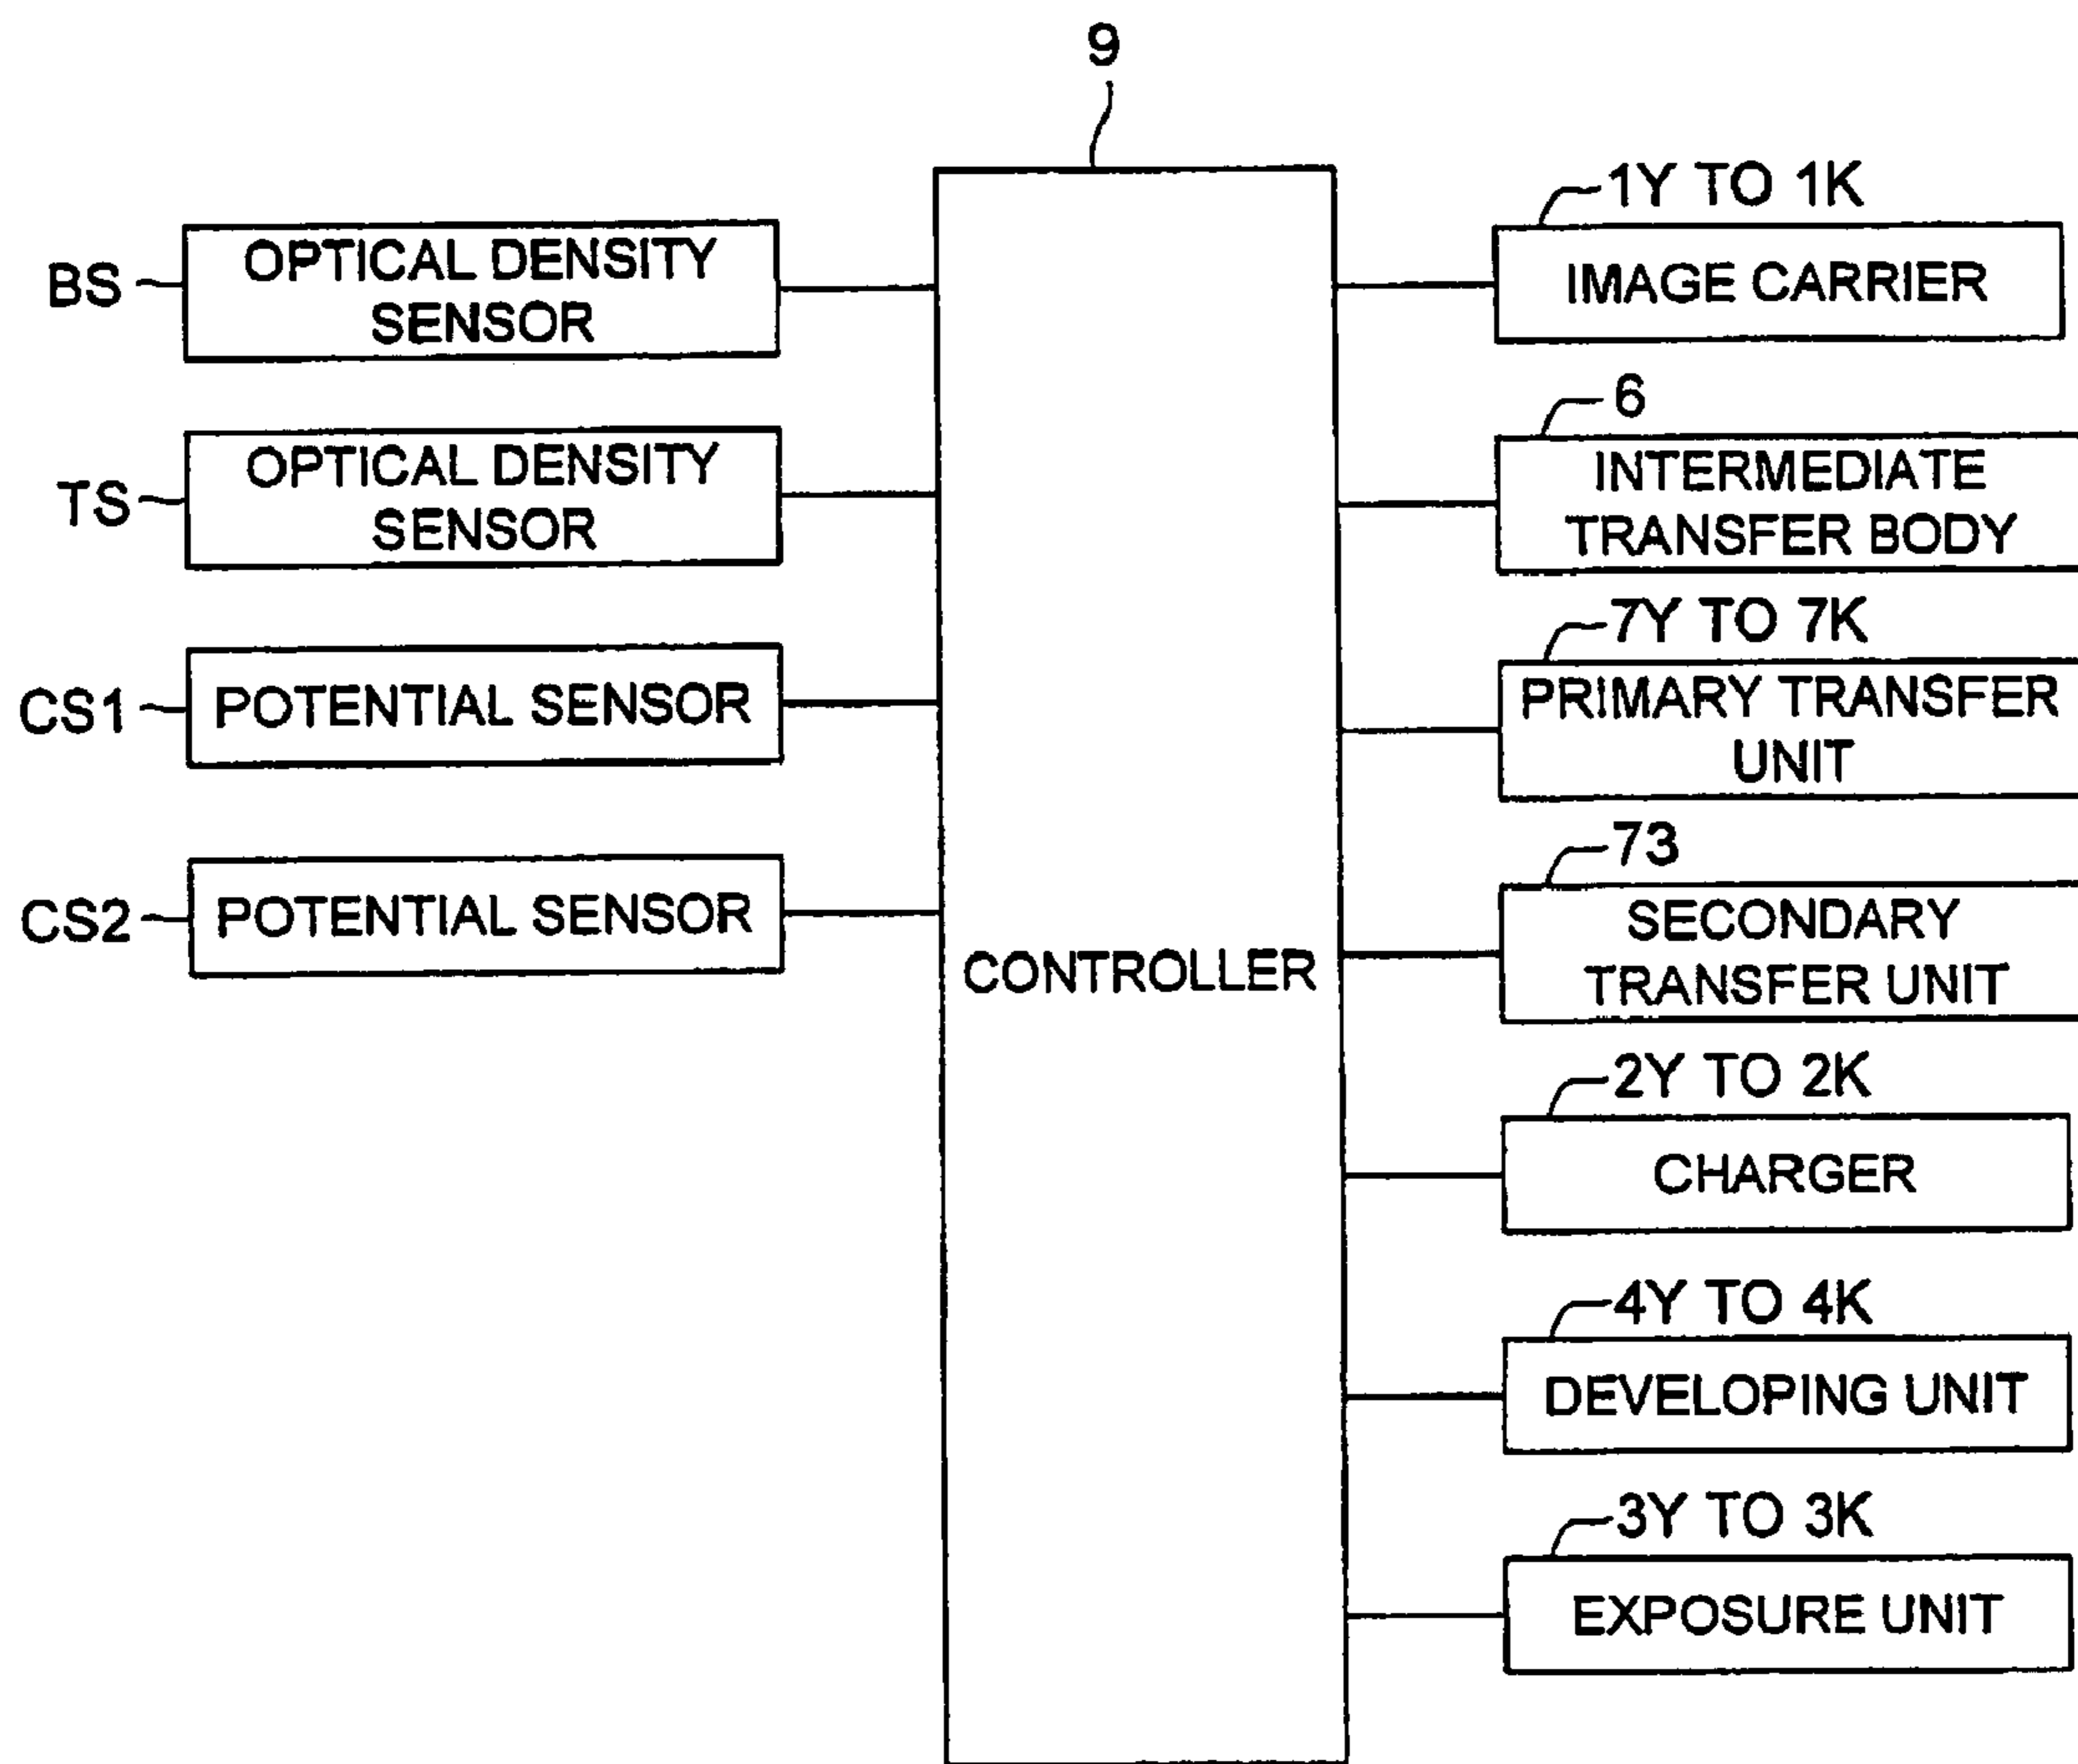 9
BS
OPTICAL DENSITY
SENSOR
TS
OPTICAL DENSITY
SENSOR
CS1
POTENTIAL SENSOR
CS2
POTENTIAL SENSOR
CONTROLLER
1Y TO 1K
IMAGE CARRIER
6
INTERMEDIATE
TRANSFER BODY
7Y TO 7K
PRIMARY TRANSFER
UNIT
73
SECONDARY
TRANSFER UNIT
2Y TO 2K
CHARGER
4Y TO 4K
DEVELOPING UNIT
3Y TO 3K
EXPOSURE UNIT